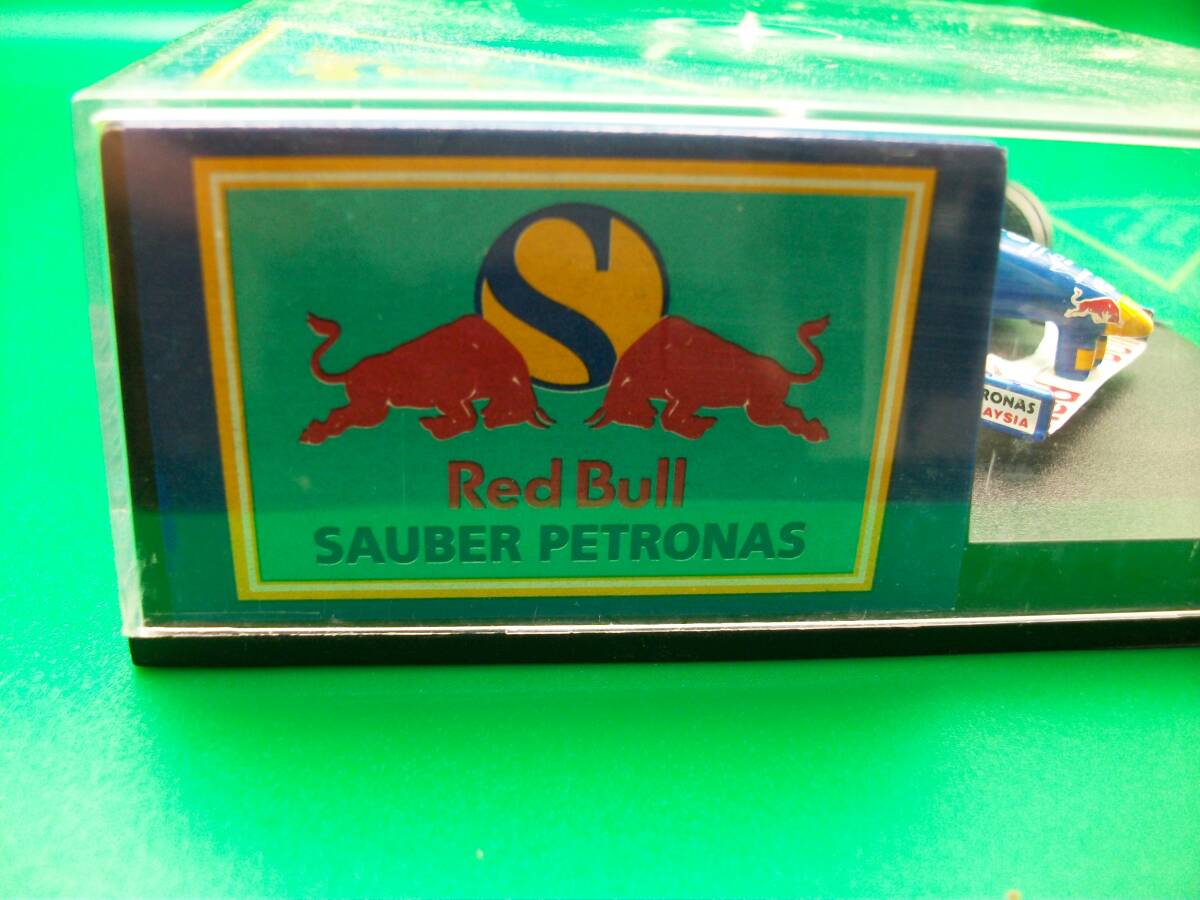 S
Red Bull
SAUBER PETRONAS
RONAS
AYSIA